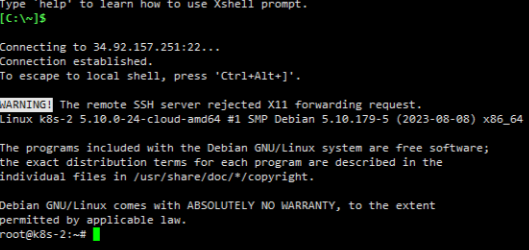 Type `help' to learn how to use Xshell prompt.
[C:\~]$
Connecting to 34.92.157.251:22...
Connection established.
To escape to local shell, press 'Ctrl+Alt+]'.
WARNING! The remote SSH server rejected X11 forwarding request.
Linux k8s-2 5.10.0-24-cloud-amd64 #1 SMP Debian 5.10.179-5 (2023-08-08) x86_64
The programs included with the Debian GNU/Linux system are free software;
the exact distribution terms for each program are described in the
individual files in /usr/share/doc/*/copyright.
Debian GNU/Linux comes with ABSOLUTELY NO WARRANTY, to the extent
permitted by applicable law.
root@k8s-2:~#